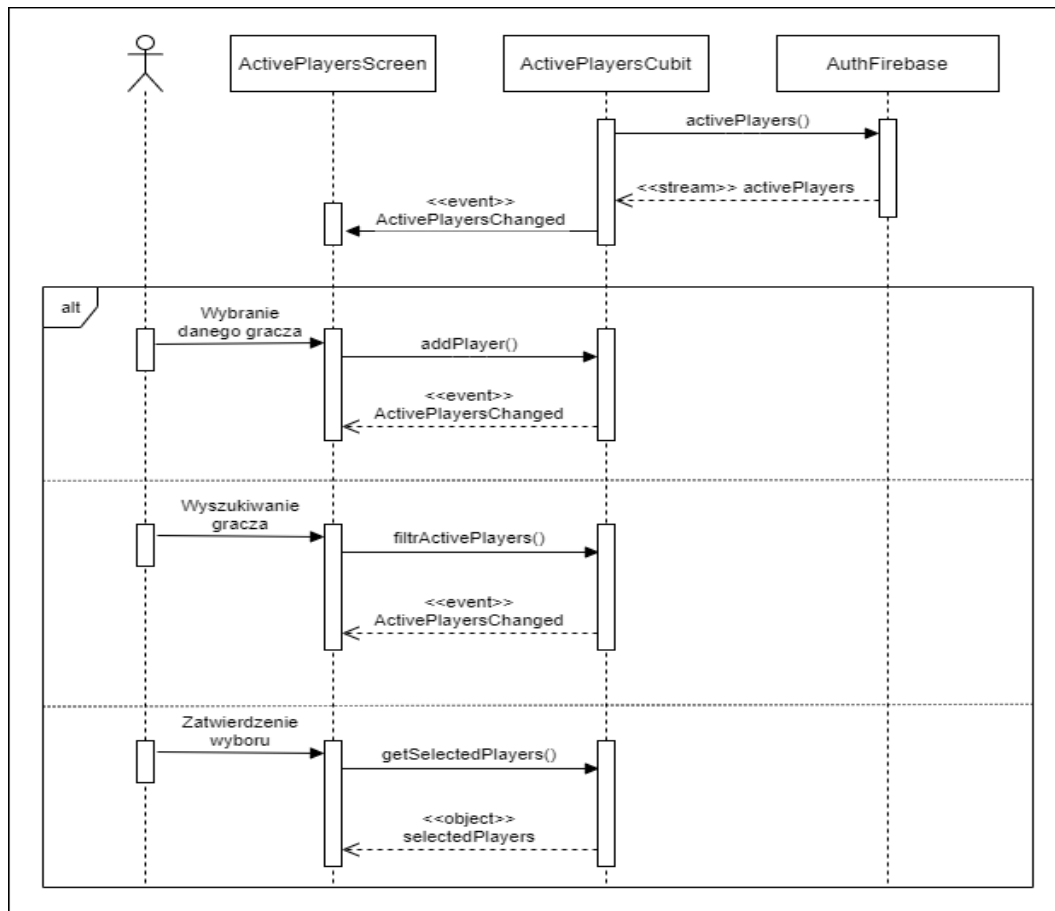 ActivePlayersScreen
ActivePlayersCubit
AuthFirebase
activePlayers()
<<stream>> activePlayers
<<event>>
ActivePlayersChanged
alt
Wybranie
danego gracza
addPlayer()
<<event>>
ActivePlayersChanged
Wyszukiwanie
gracza
filtrActivePlayers()
<<event>>
ActivePlayersChanged
Zatwierdzenie
wyboru
getSelectedPlayers()
<<object>>
selectedPlayers